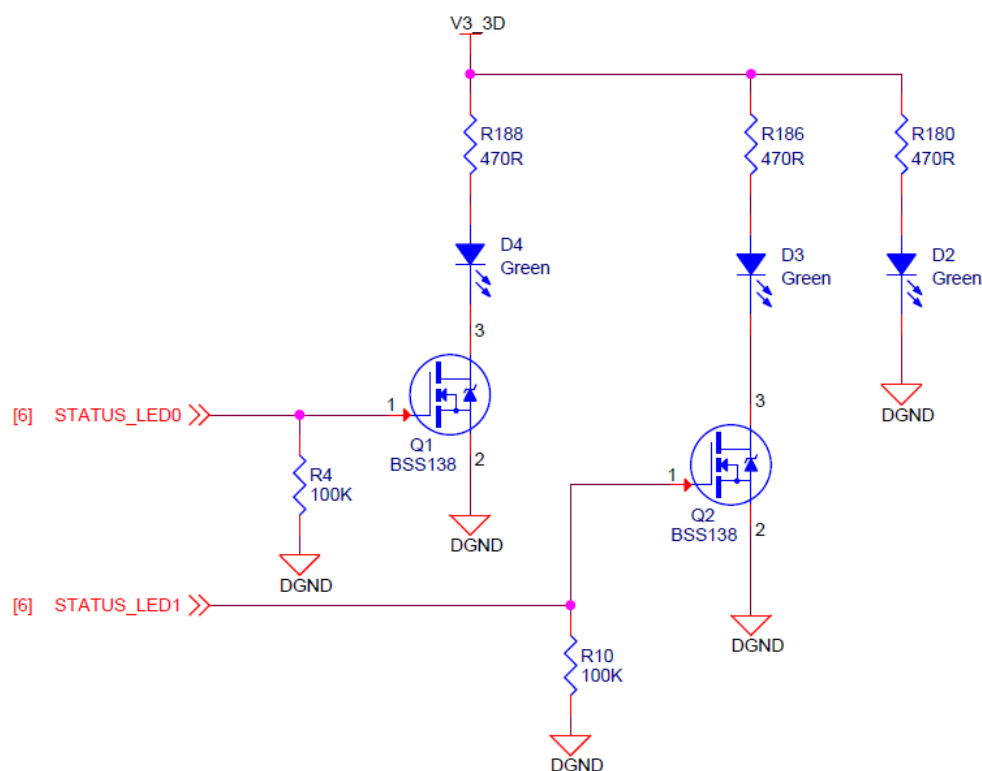 V3_3D
R188
470R
R186
470R
R180
470R
D4
Green
D3
Green
D2
Green
3
[6] STATUS_LED0
1
Q1
BSS138
2
DGND
R4
100K
DGND
DGND
3
1
Q2
BSS138
2
DGND
[6] STATUS_LED1
R10
100K
DGND